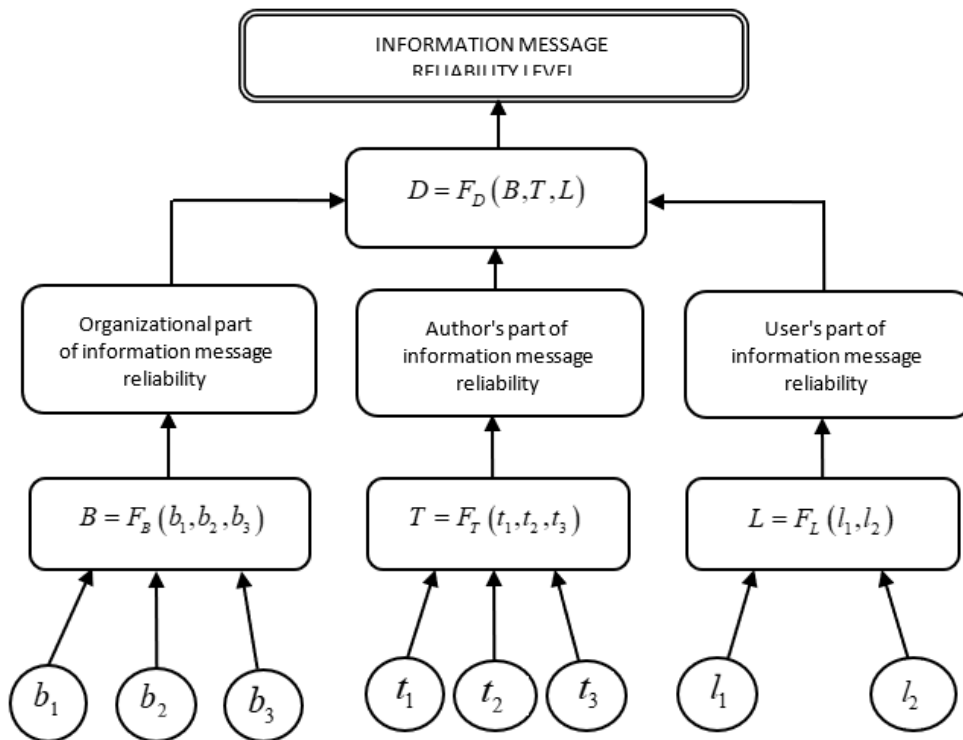 INFORMATION MESSAGE
RELIABILITY LEVEL
D = F_D (B, T, L)
Organizational part
of information message
reliability
Author's part of
information message
reliability
User's part of
information message
reliability
B = F_B (b_1, b_2, b_3)
T = F_T (t_1, t_2, t_3)
L = F_L (l_1, l_2)
b_1
b_2
b_3
t_1
t_2
t_3
l_1
l_2